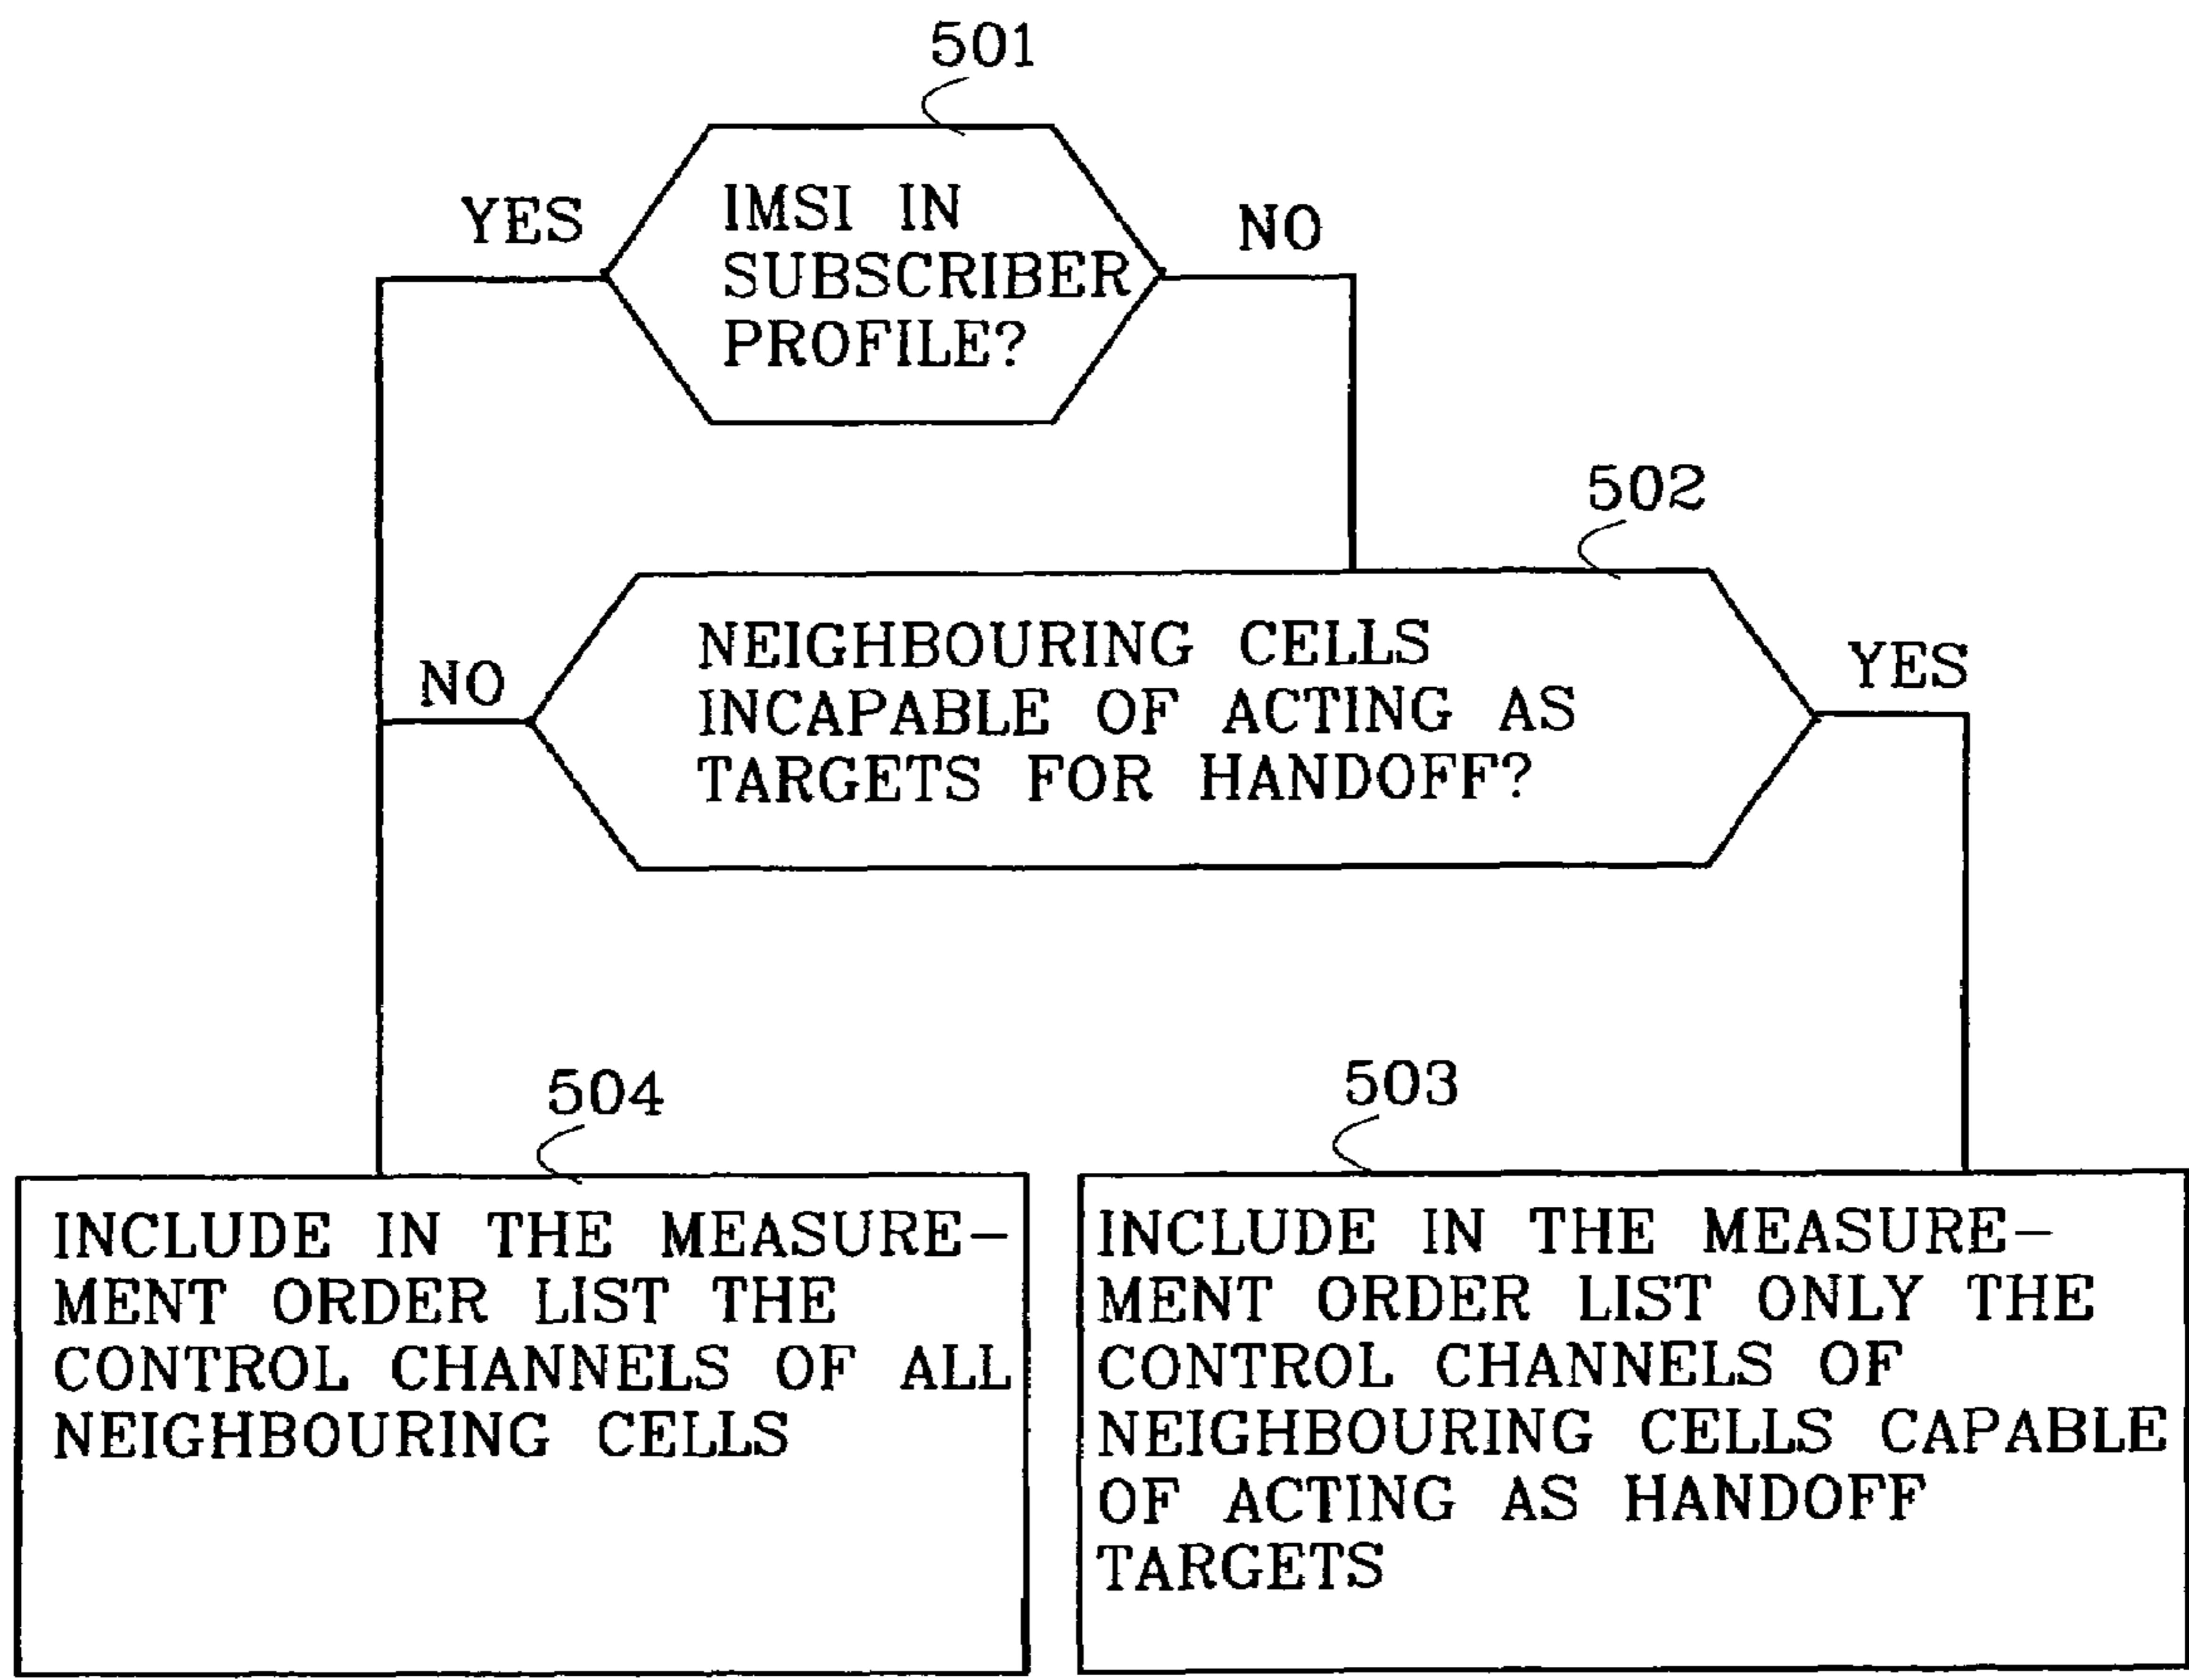 501
IMSI IN
SUBSCRIBER
PROFILE?
YES
NO
502
NEIGHBOURING CELLS
INCAPABLE OF ACTING AS
TARGETS FOR HANDOFF?
NO
YES
504
INCLUDE IN THE MEASURE-
MENT ORDER LIST THE
CONTROL CHANNELS OF ALL
NEIGHBOURING CELLS
503
INCLUDE IN THE MEASURE-
MENT ORDER LIST ONLY THE
CONTROL CHANNELS OF
NEIGHBOURING CELLS CAPABLE
OF ACTING AS HANDOFF
TARGETS